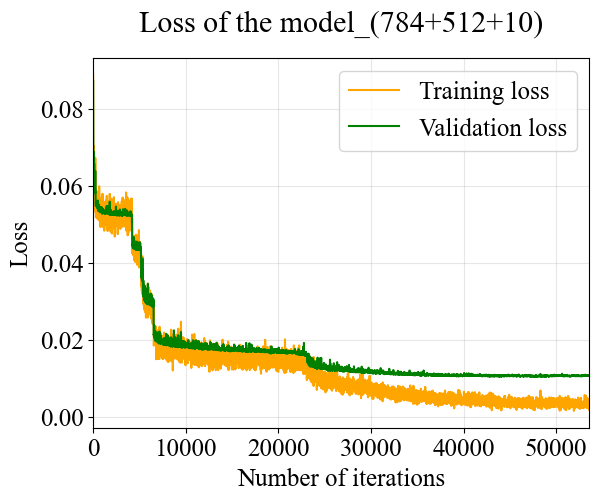 Loss of the model_(784+512+10)
Training loss
Validation loss
Loss
0.08
0.06
0.04
0.02
0.00
0 10000 20000 30000 40000 50000
Number of iterations